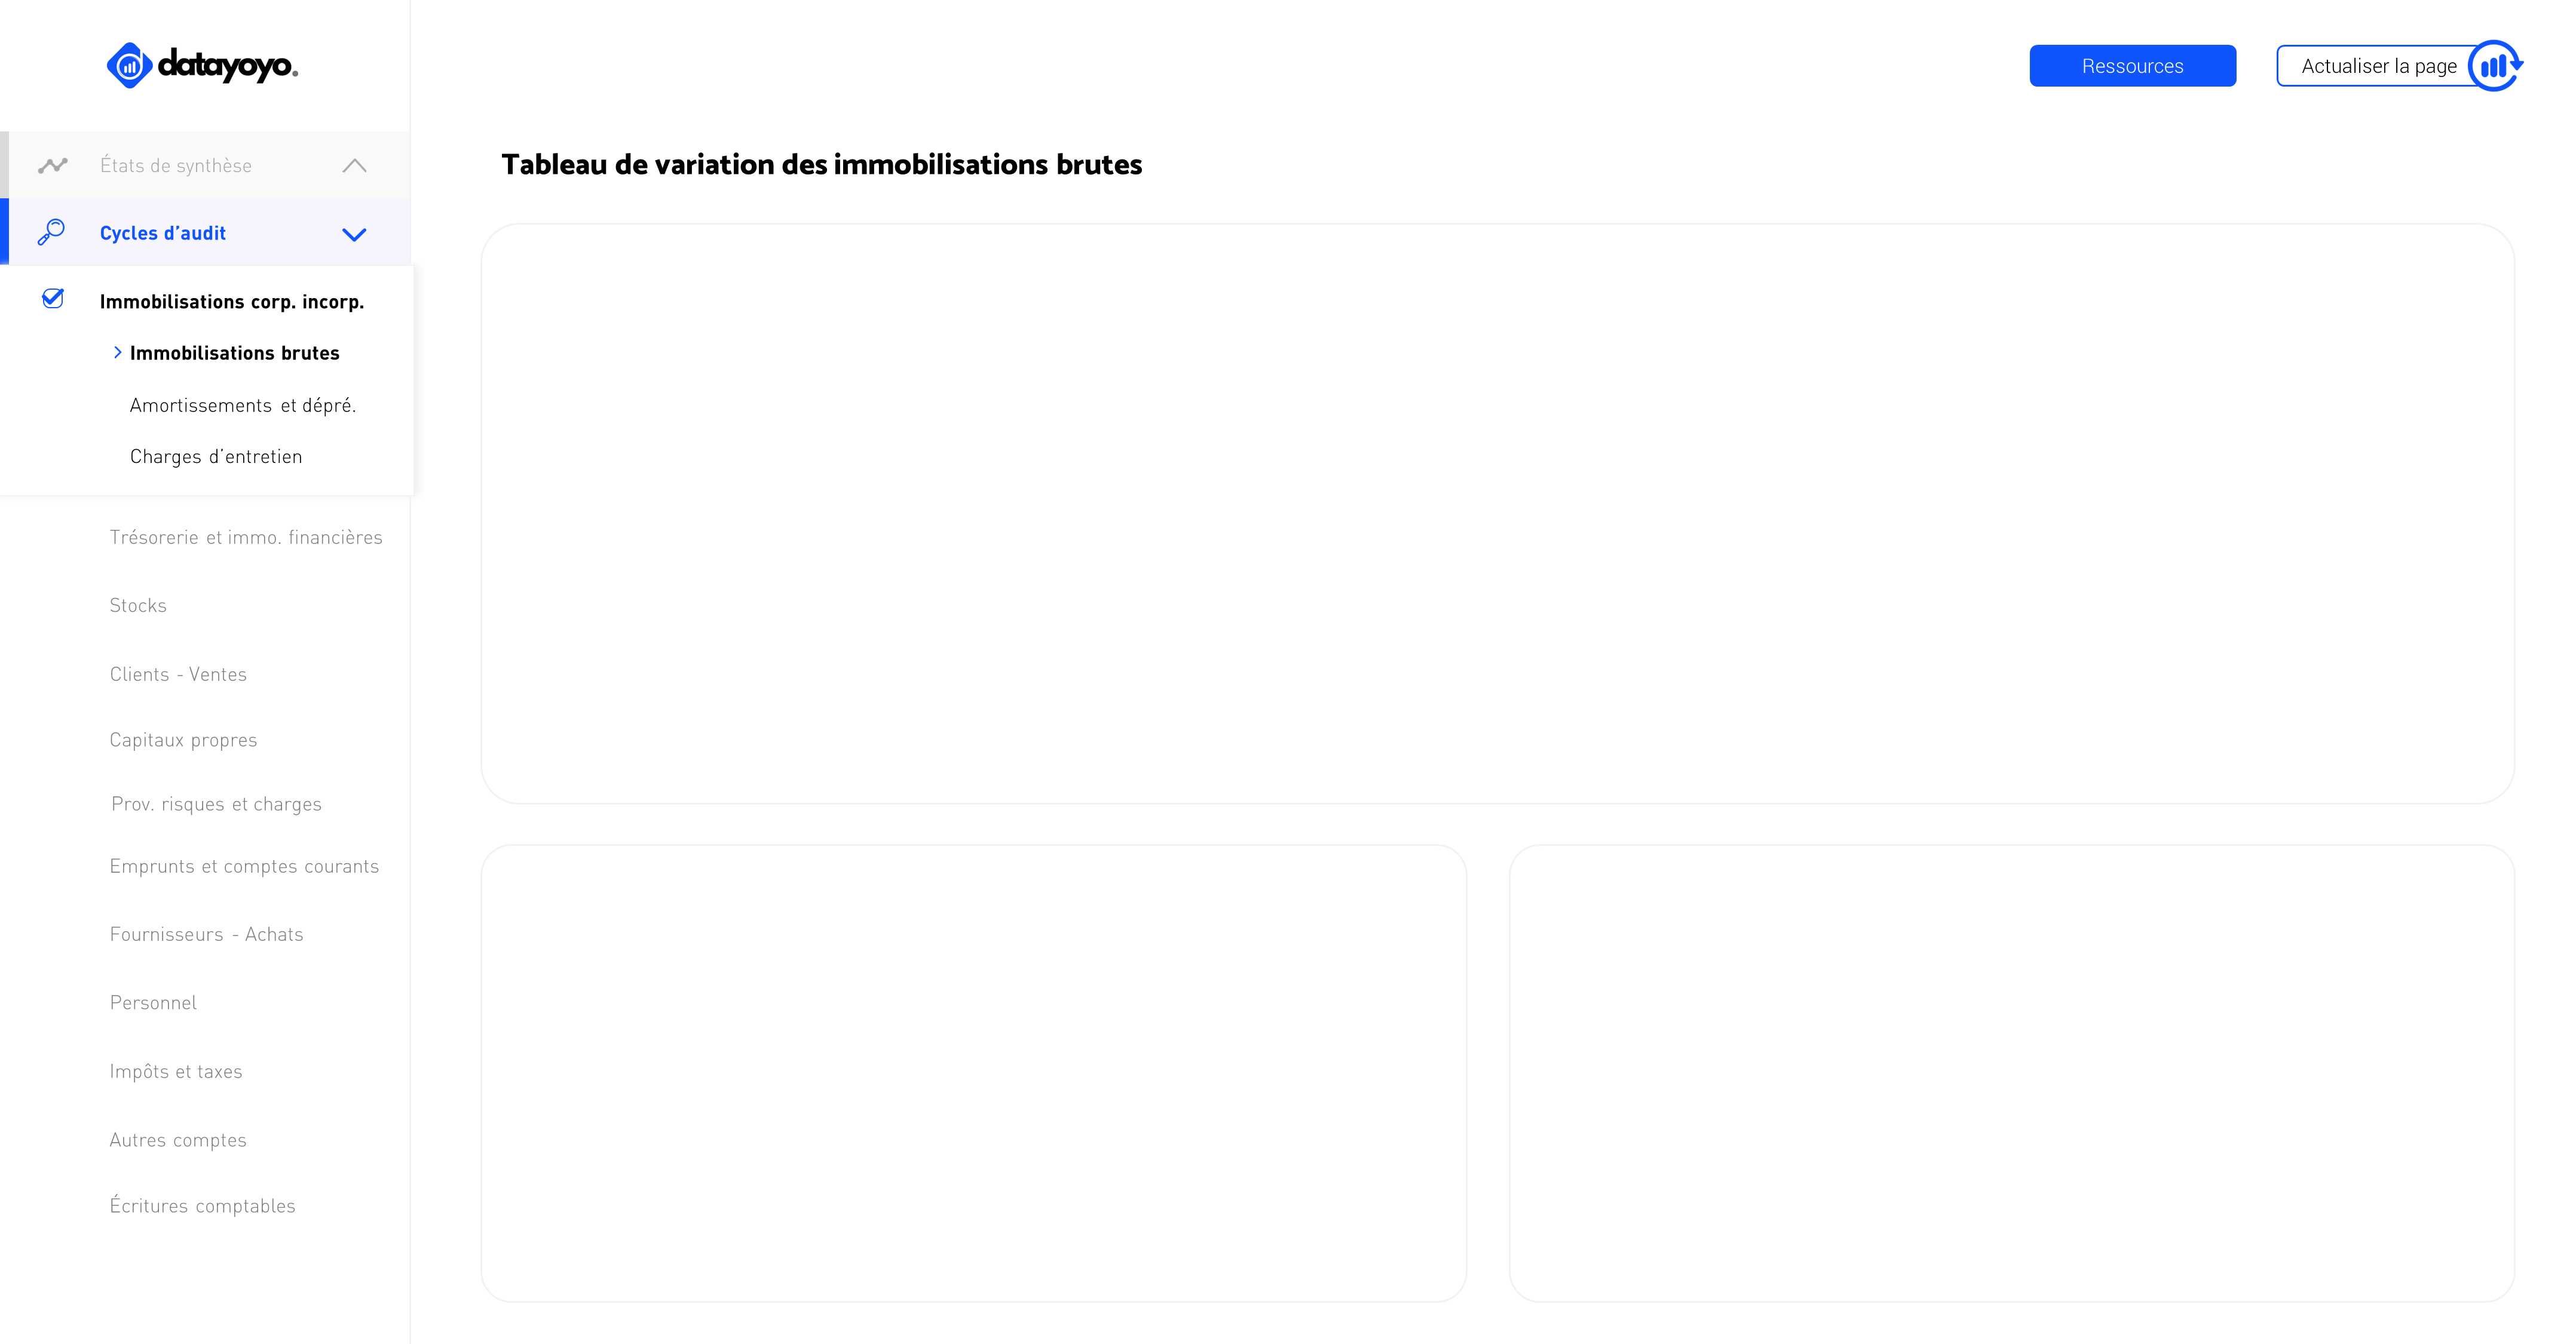 datayoyo.
Ressources
Actualiser la page
États de synthèse
Tableau de variation des immobilisations brutes
Cycles d’audit
Immobilisations corp. incorp.
Immobilisations brutes
Amortissements et dépré.
Charges d’entretien
Trésorerie et immo. financières
Stocks
Clients - Ventes
Capitaux propres
Prov. risques et charges
Emprunts et comptes courants
Fournisseurs - Achats
Personnel
Impôts et taxes
Autres comptes
Écritures comptables